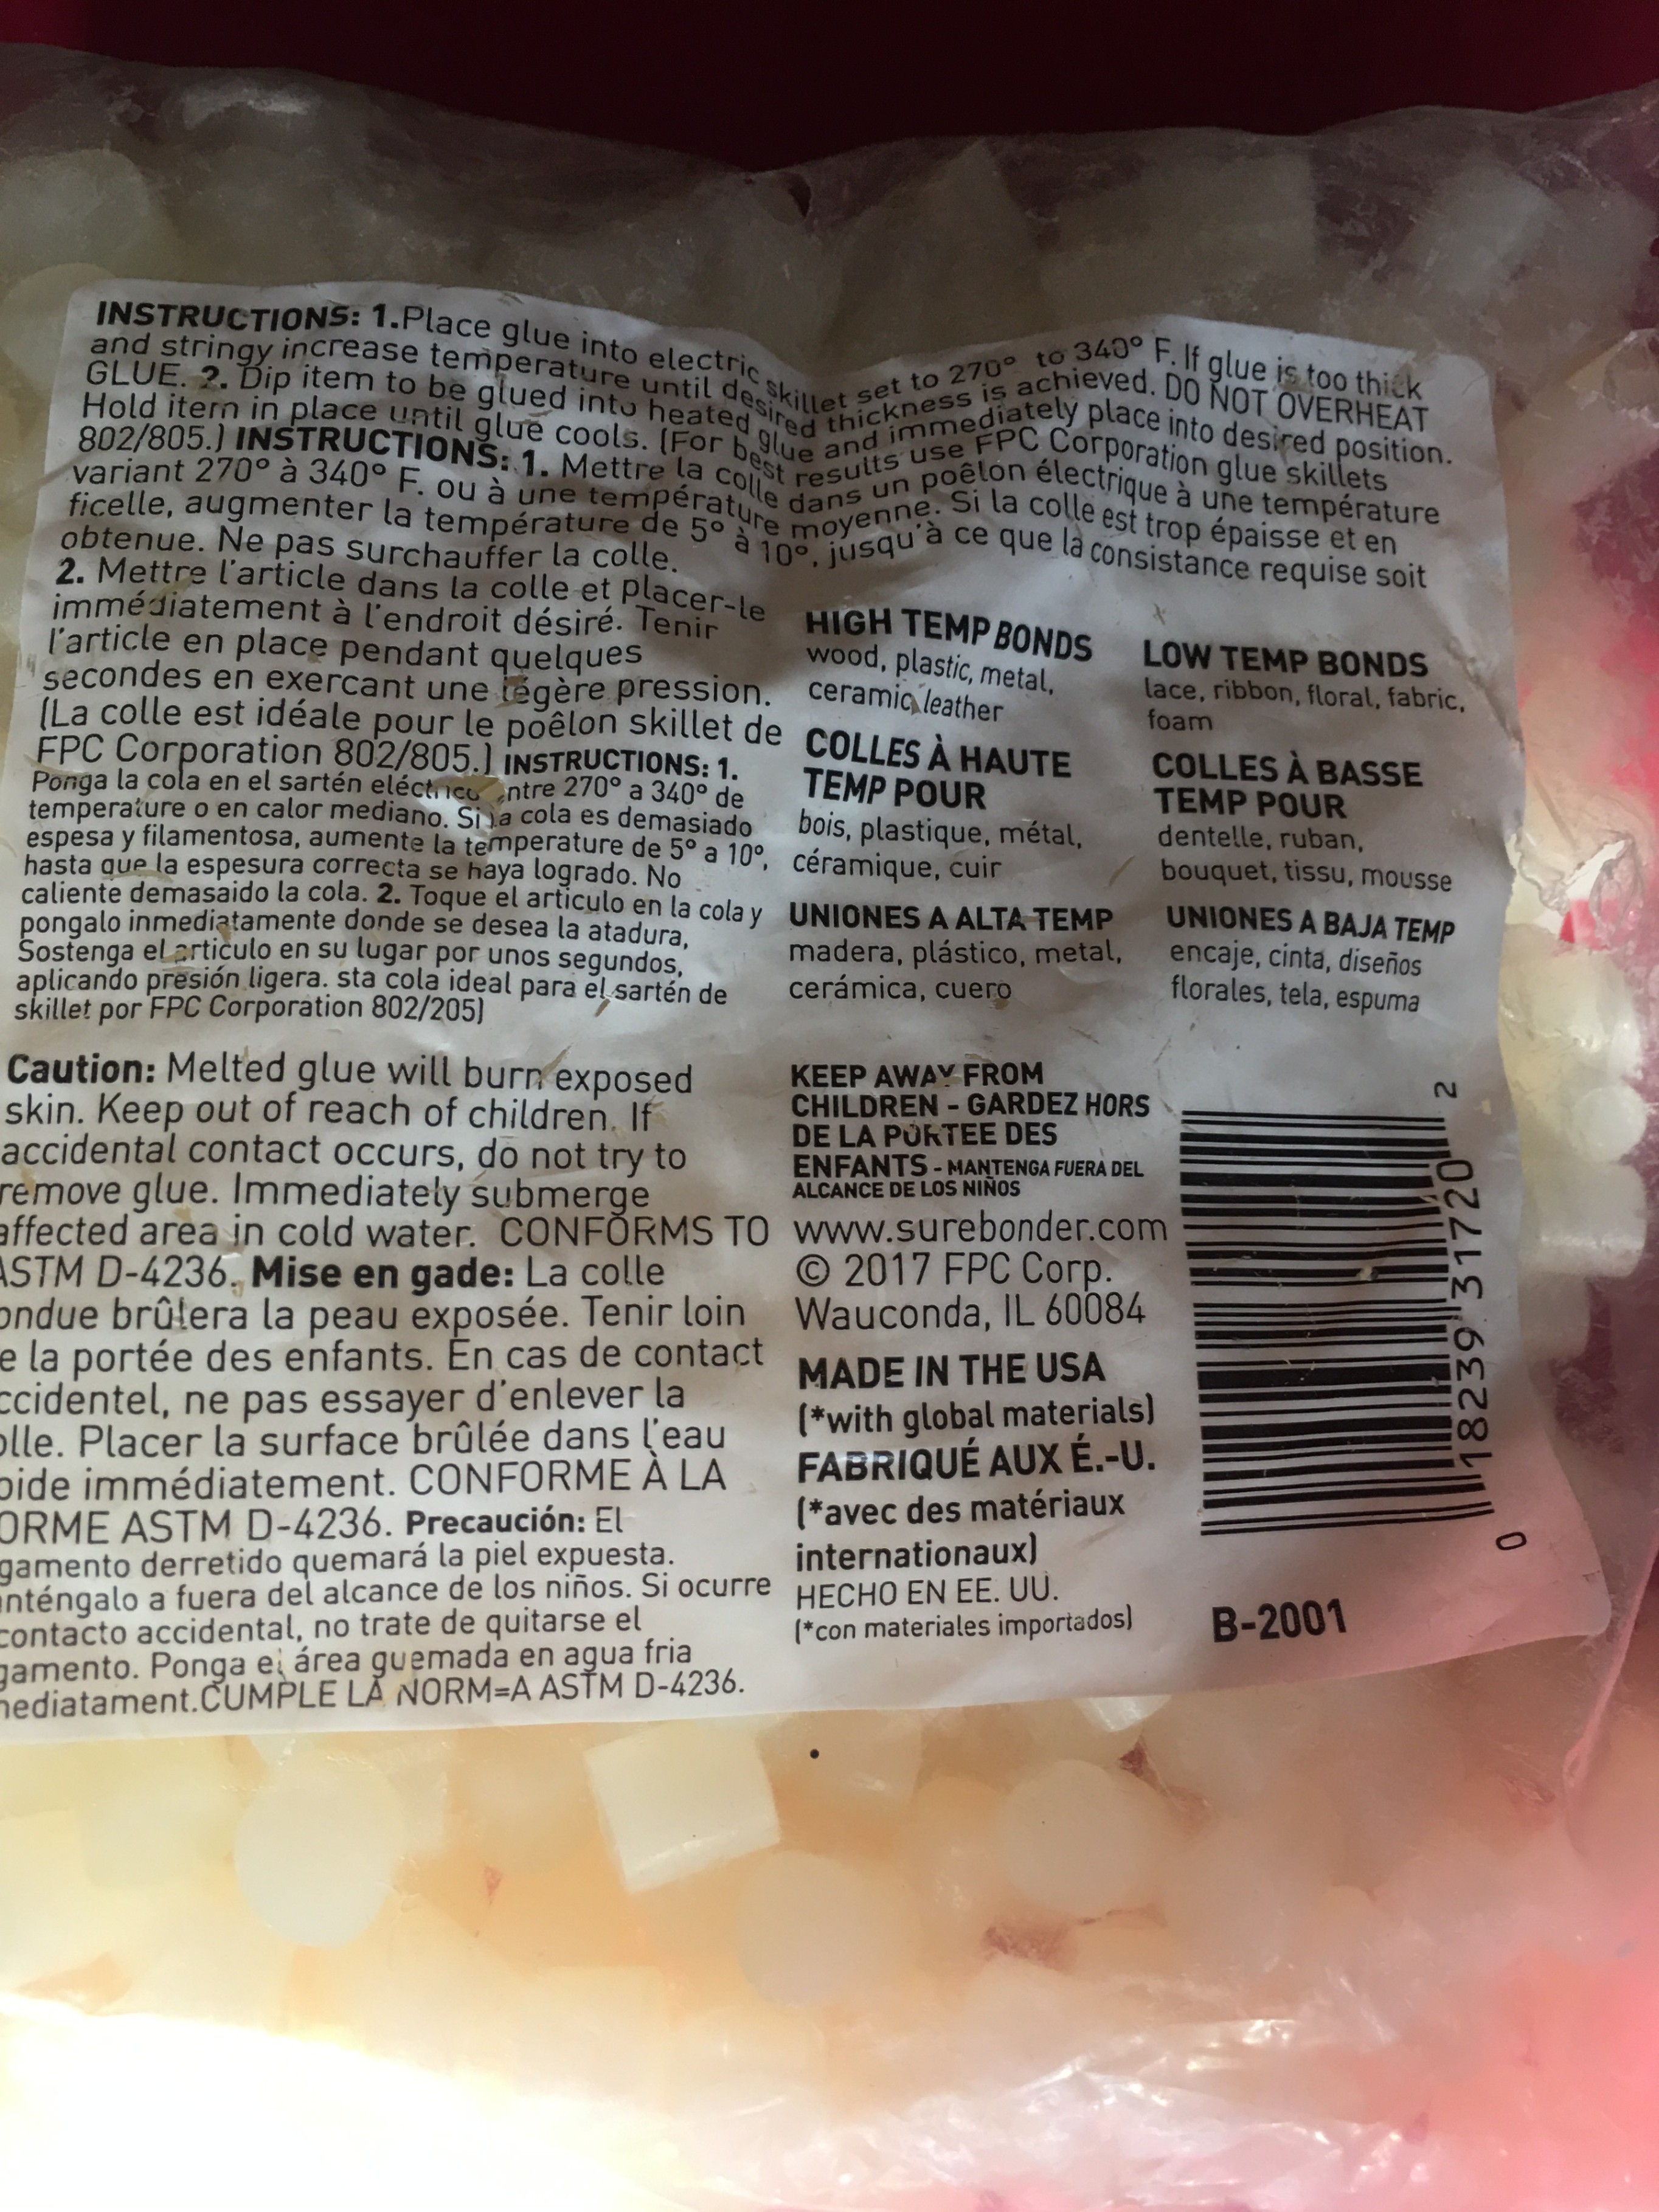 INSTRUCTIONS: 1.Place glue into electric skillet set to 270° to 340° F. If glue is too thick
and stringy increase temperature until desired thickness is achieved. DO NOT OVERHEAT
GLUE. 2. Dip item to be glued into heated glue and immediately place into desired position.
Hold item in place until glue cools. (For best results use FPC Corporation glue skillets
802/805.) INSTRUCTIONS: 1. Mettre la colle dans un poêlon électrique à une température
variant 270° à 340° F. ou à une température moyenne. Si la colle est trop épaisse et en
ficelle, augmenter la température de 5° à 10°, jusqu'à ce que la consistance requise soit
obtenue. Ne pas surchauffer la colle.
2. Mettre l'article dans la colle et placer-le
immédiatement à l'endroit désiré. Tenir
l'article en place pendant quelques
secondes en exercant une légère pression.
(La colle est idéale pour le poêlon skillet de
FPC Corporation 802/805.) INSTRUCTIONS: 1.
Ponga la cola en el sartén eléctrico entre 270° a 340° de
temperature o en calor mediano. Si la cola es demasiado
espesa y filamentosa, aumente la temperature de 5° a 10°,
hasta que la espesura correcta se haya logrado. No
caliente demasaido la cola. 2. Toque el articulo en la cola y
pongalo inmediatamente donde se desea la atadura,
Sostenga el articulo en su lugar por unos segundos,
aplicando presión ligera. sta cola ideal para el sartén de
skillet por FPC Corporation 802/205)
HIGH TEMP BONDS
wood, plastic, metal,
ceramic, leather
COLLES À HAUTE
TEMP POUR
bois, plastique, métal,
céramique, cuir
UNIONES A ALTA TEMP
madera, plástico, metal,
cerámica, cuero
LOW TEMP BONDS
lace, ribbon, floral, fabric,
foam
COLLES À BASSE
TEMP POUR
dentelle, ruban,
bouquet, tissu, mousse
UNIONES A BAJA TEMP
encaje, cinta, diseños
florales, tela, espuma
Caution: Melted glue will burn exposed
skin. Keep out of reach of children. If
accidental contact occurs, do not try to
remove glue. Immediately submerge
affected area in cold water. CONFORMS TO
ASTM D-4236. Mise en gade: La colle
ondue brûlera la peau exposée. Tenir loin
e la portée des enfants. En cas de contact
ccidentel, ne pas essayer d'enlever la
olle. Placer la surface brûlée dans l'eau
oide immédiatement. CONFORME À LA
ORME ASTM D-4236. Precaución: El
gamento derretido quemará la piel expuesta.
nténgalo a fuera del alcance de los niños. Si ocurre
contacto accidental, no trate de quitarse el
gamento. Ponga el área quemada en agua fria
nediatament.CUMPLE LA NORM=A ASTM D-4236.
KEEP AWAY FROM
CHILDREN - GARDEZ HORS
DE LA PORTEE DES
ENFANTS - MANTENGA FUERA DEL
ALCANCE DE LOS NIÑOS
www.surebonder.com
© 2017 FPC Corp.
Wauconda, IL 60084
MADE IN THE USA
(*with global materials)
FABRIQUÉ AUX É.-U.
(*avec des matériaux
internationaux)
HECHO EN EE. UU.
(*con materiales importados)
0 18239 31720 2
B-2001